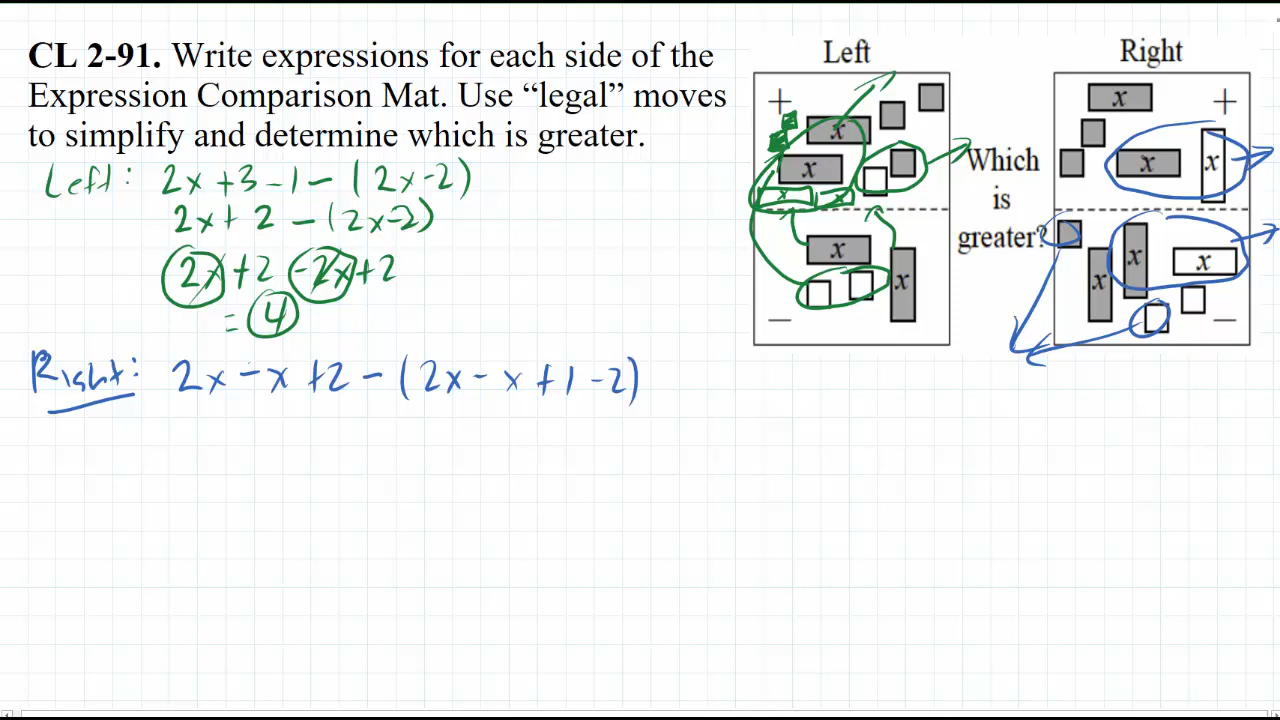 CL 2-91. Write expressions for each side of the
Expression Comparison Mat. Use “legal” moves
to simplify and determine which is greater.
Left: 2x + 3 - 1 - (2x - 2)
2x + 2 - (2x - 2)
2x + 2 - 2x + 2
= 4
Right: 2x - x + 2 - (2x - x + 1 - 2)
Left
+
x
x
x
x
x
x
−
Which
is
greater?
Right
x
+
x
x
x
x
x
−